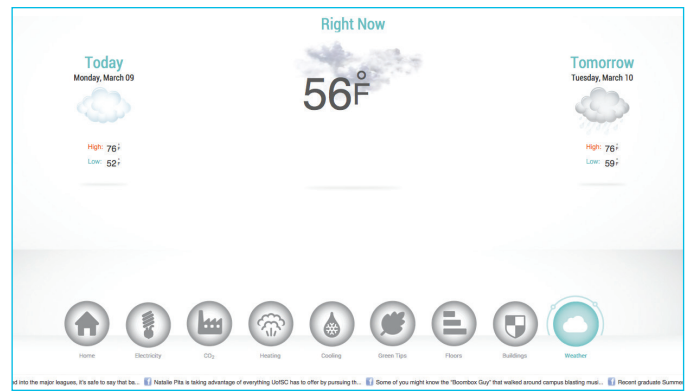 Right Now
56°F
Today
Monday, March 09
High: 76°F
Low: 52°F
Tomorrow
Tuesday, March 10
High: 76°F
Low: 59°F
Home
Electricity
CO₂
Heating
Cooling
Green Tips
Floors
Buildings
Weather
d into the major leagues, it's safe to say that ba... f Natalie Pita is taking advantage of everything UofSC has to offer by pursuing th... f Some of you might know the "Boombox Guy" that walked around campus blasting musi... f Recent graduate Summer